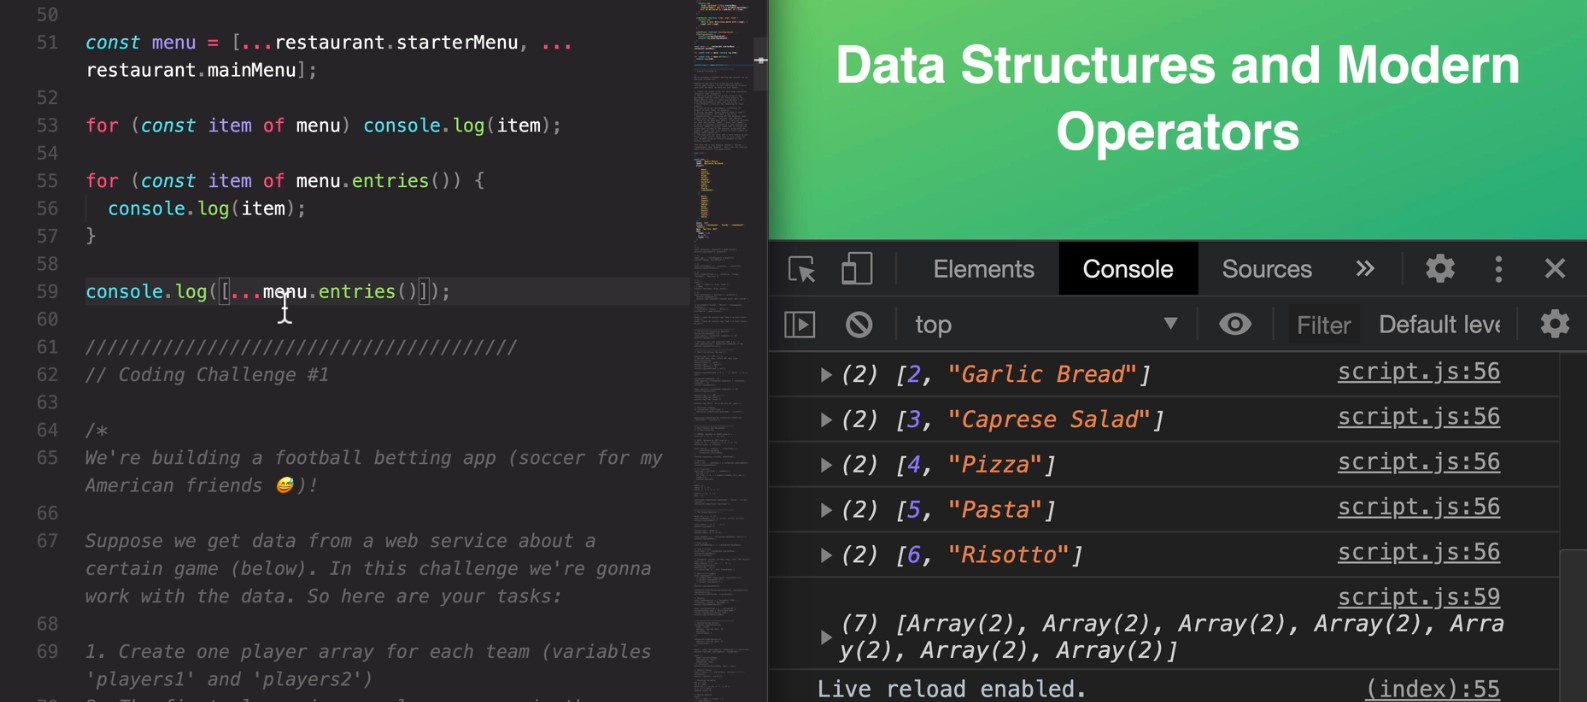 50
51 const menu = [...restaurant.starterMenu, ...
restaurant.mainMenu];
52
53 for (const item of menu) console.log(item);
54
55 for (const item of menu.entries()) {
56 console.log(item);
57 }
58
59 console.log([...menu.entries()]);
60
61 ///////////////////////////////////////
62 // Coding Challenge #1
63
64 /*
65 We're building a football betting app (soccer for my
American friends 😅)!
66
67 Suppose we get data from a web service about a
certain game (below). In this challenge we're gonna
work with the data. So here are your tasks:
68
69 1. Create one player array for each team (variables
'players1' and 'players2')
Data Structures and Modern
Operators
Elements Console Sources »
top Filter Default leve
(2) [2, "Garlic Bread"] script.js:56
(2) [3, "Caprese Salad"] script.js:56
(2) [4, "Pizza"] script.js:56
(2) [5, "Pasta"] script.js:56
(2) [6, "Risotto"] script.js:56
script.js:59
(7) [Array(2), Array(2), Array(2), Array(2), Arra
y(2), Array(2), Array(2)]
Live reload enabled. (index):55